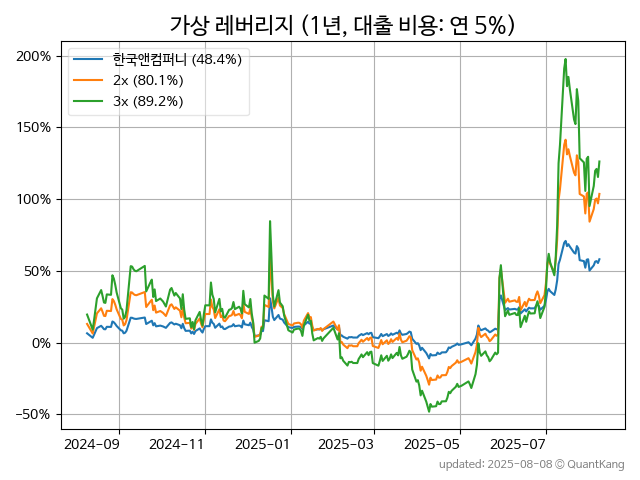 가상 레버리지 (1년, 대출 비용: 연 5%)
한국앤컴퍼니 (48.4%)
2x (80.1%)
3x (89.2%)
200%
150%
100%
50%
0%
−50%
2024-09 2024-11 2025-01 2025-03 2025-05 2025-07
updated: 2025-08-08 © QuantKang